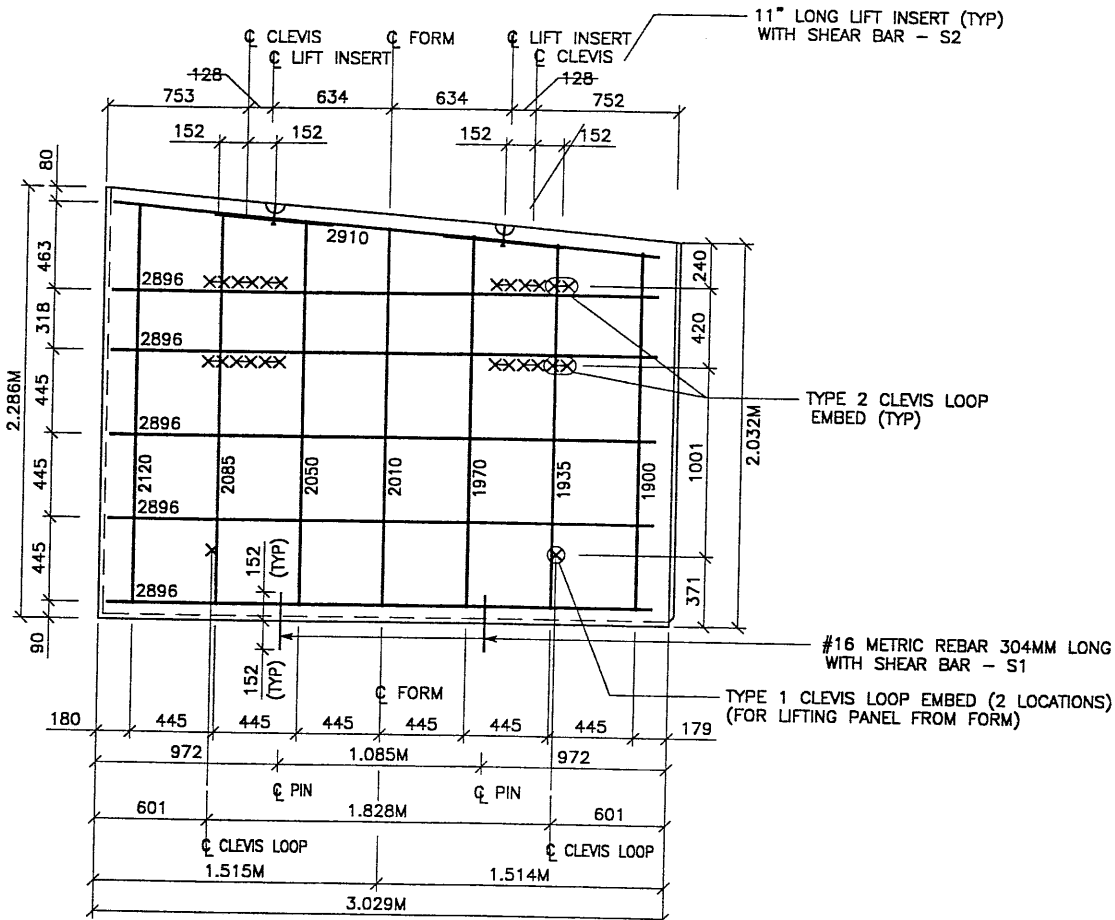 11" LONG LIFT INSERT (TYP)
WITH SHEAR BAR - S2
℄ CLEVIS
℄ FORM
℄ LIFT INSERT
℄ LIFT INSERT
℄ CLEVIS
128
128
753
634
634
752
152
152
152
152
80
463
318
445
445
445
90
2.286M
2910
2896
2896
2896
2896
2896
2120
2085
2050
2010
1970
1935
1900
240
420
1001
371
2.032M
TYPE 2 CLEVIS LOOP
EMBED (TYP)
152
(TYP)
152
(TYP)
#16 METRIC REBAR 304MM LONG
WITH SHEAR BAR - S1
℄ FORM
TYPE 1 CLEVIS LOOP EMBED (2 LOCATIONS)
(FOR LIFTING PANEL FROM FORM)
180
445
445
445
445
445
445
179
972
1.085M
972
℄ PIN
℄ PIN
601
1.828M
601
℄ CLEVIS LOOP
℄ CLEVIS LOOP
1.515M
1.514M
3.029M